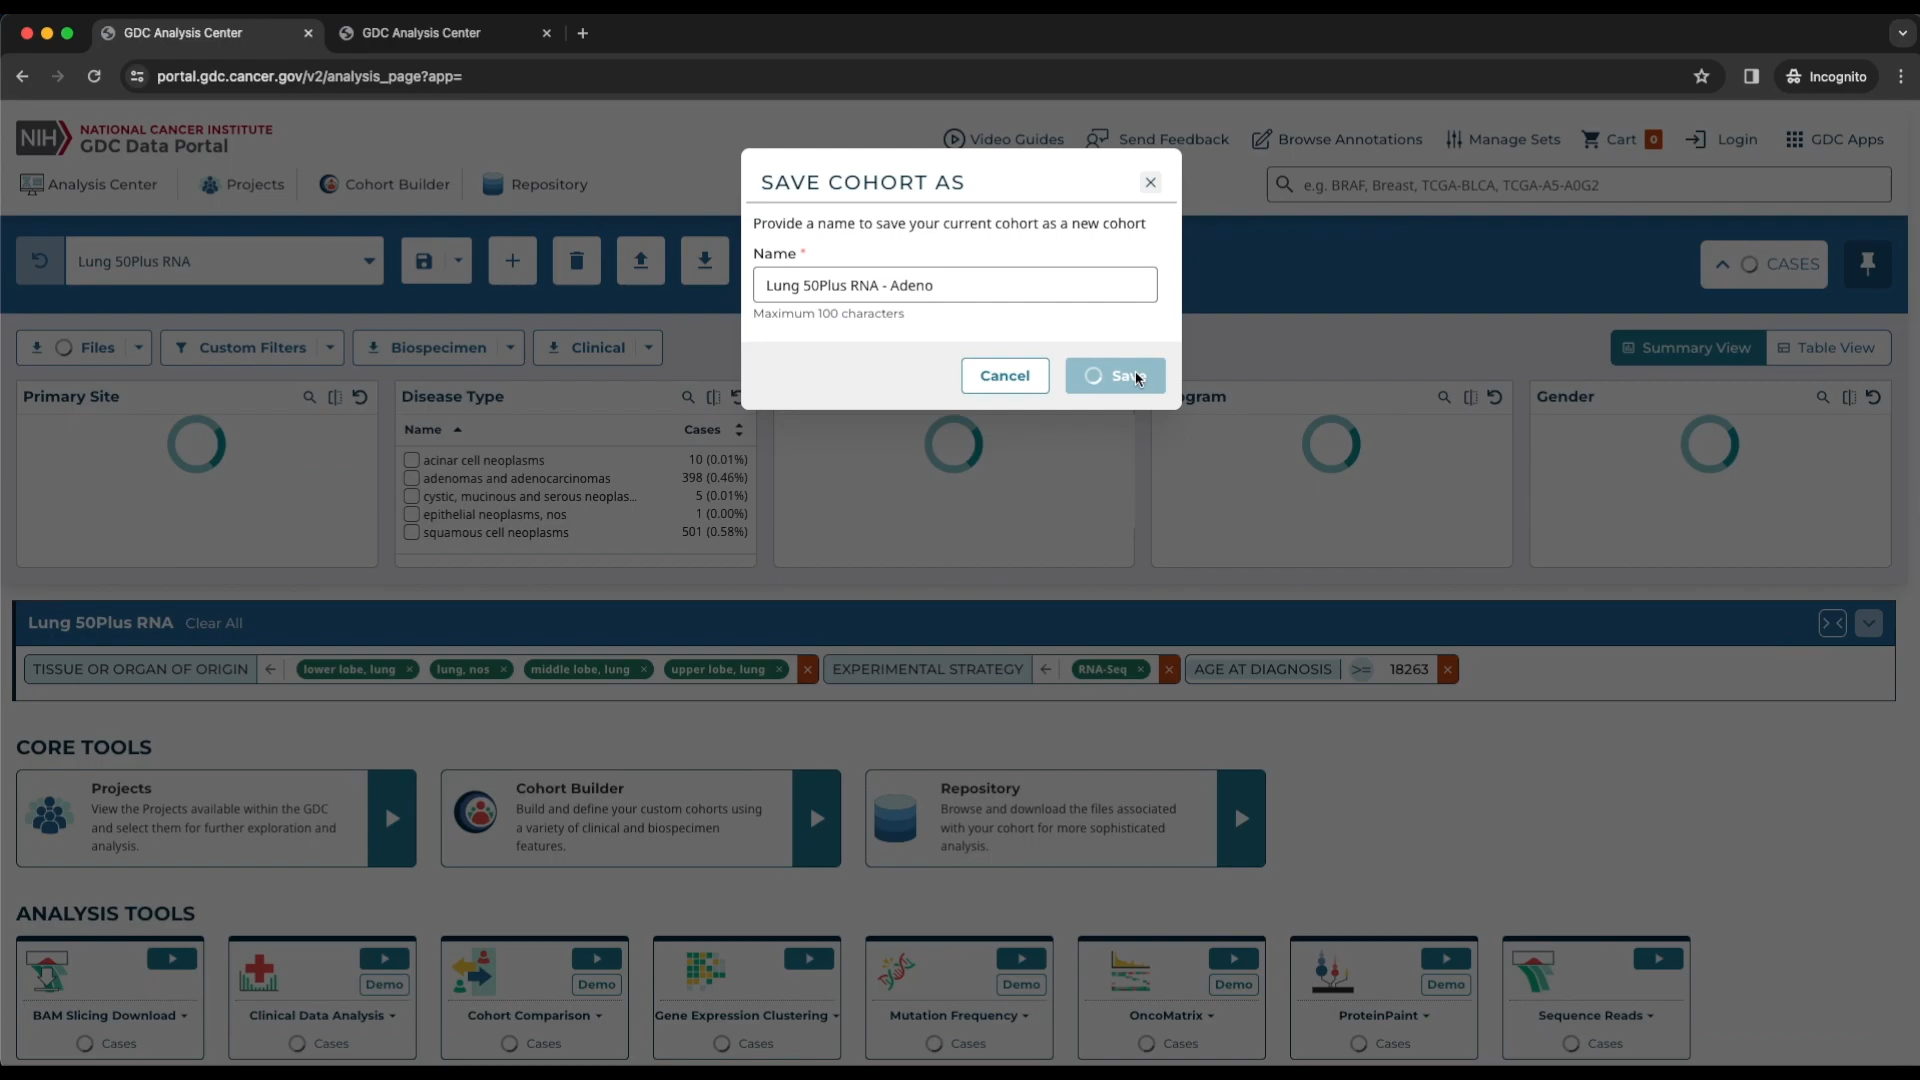 GDC Analysis Center
GDC Analysis Center
portal.gdc.cancer.gov/v2/analysis_page?app=
Incognito
NIH NATIONAL CANCER INSTITUTE
GDC Data Portal
Video Guides
Send Feedback
Browse Annotations
Manage Sets
Cart 0
Login
GDC Apps
Analysis Center
Projects
Cohort Builder
Repository
e.g. BRAF, Breast, TCGA-BLCA, TCGA-A5-A0G2
SAVE COHORT AS
Provide a name to save your current cohort as a new cohort
Name *
Lung 50Plus RNA - Adeno
Maximum 100 characters
Cancel
Save
Lung 50Plus RNA
CASES
Files
Custom Filters
Biospecimen
Clinical
Summary View
Table View
Primary Site
Disease Type
Name Cases
acinar cell neoplasms 10 (0.01%)
adenomas and adenocarcinomas 398 (0.46%)
cystic, mucinous and serous neoplas... 5 (0.01%)
epithelial neoplasms, nos 1 (0.00%)
squamous cell neoplasms 501 (0.58%)
ogram
Gender
Lung 50Plus RNA Clear All
TISSUE OR ORGAN OF ORIGIN lower lobe, lung × lung, nos × middle lobe, lung × upper lobe, lung × × EXPERIMENTAL STRATEGY RNA-Seq × × AGE AT DIAGNOSIS >= 18263 ×
CORE TOOLS
Projects
View the Projects available within the GDC
and select them for further exploration and
analysis.
Cohort Builder
Build and define your custom cohorts using
a variety of clinical and biospecimen
features.
Repository
Browse and download the files associated
with your cohort for more sophisticated
analysis.
ANALYSIS TOOLS
BAM Slicing Download
Cases
Demo
Clinical Data Analysis
Cases
Demo
Cohort Comparison
Cases
Gene Expression Clustering
Cases
Demo
Mutation Frequency
Cases
Demo
OncoMatrix
Cases
Demo
ProteinPaint
Cases
Sequence Reads
Cases